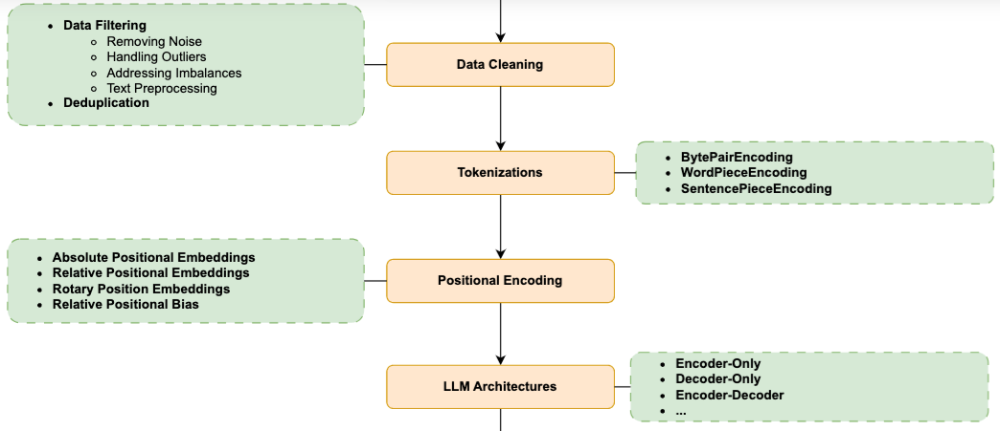 Data Filtering
Removing Noise
Handling Outliers
Addressing Imbalances
Text Preprocessing
Deduplication
Data Cleaning
Tokenizations
BytePairEncoding
WordPieceEncoding
SentencePieceEncoding
Absolute Positional Embeddings
Relative Positional Embeddings
Rotary Position Embeddings
Relative Positional Bias
Positional Encoding
LLM Architectures
Encoder-Only
Decoder-Only
Encoder-Decoder
...